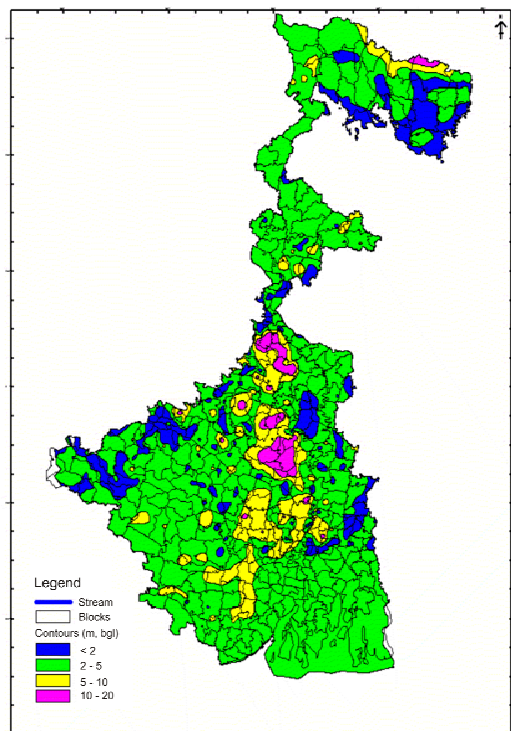 Legend
Stream
Blocks
Contours (m, bgl)
< 2
2 - 5
5 - 10
10 - 20